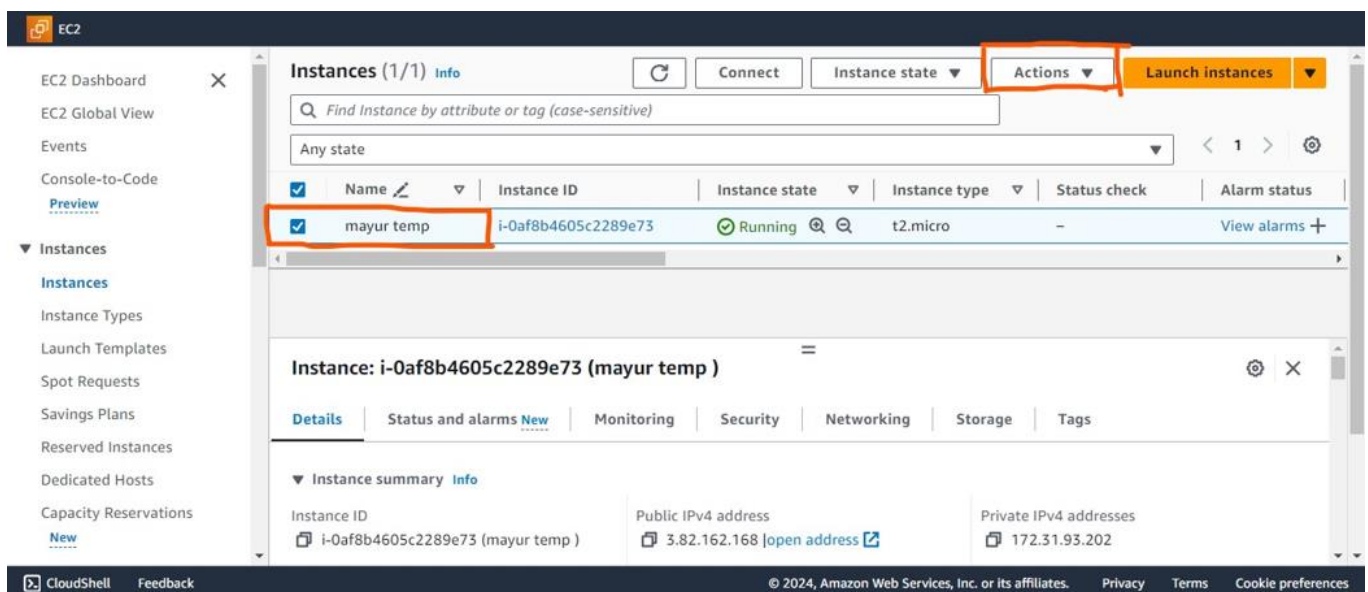 EC2
EC2 Dashboard
EC2 Global View
Events
Console-to-Code
Preview
Instances
Instances
Instance Types
Launch Templates
Spot Requests
Savings Plans
Reserved Instances
Dedicated Hosts
Capacity Reservations
New
Instances (1/1) Info Connect Instance state Actions Launch instances
Find Instance by attribute or tag (case-sensitive)
Any state 1
Name Instance ID Instance state Instance type Status check Alarm status
mayur temp i-0af8b4605c2289e73 Running t2.micro – View alarms +
Instance: i-0af8b4605c2289e73 (mayur temp )
Details Status and alarms New Monitoring Security Networking Storage Tags
Instance summary Info
Instance ID Public IPv4 address Private IPv4 addresses
i-0af8b4605c2289e73 (mayur temp ) 3.82.162.168 |open address 172.31.93.202
CloudShell Feedback © 2024, Amazon Web Services, Inc. or its affiliates. Privacy Terms Cookie preferences